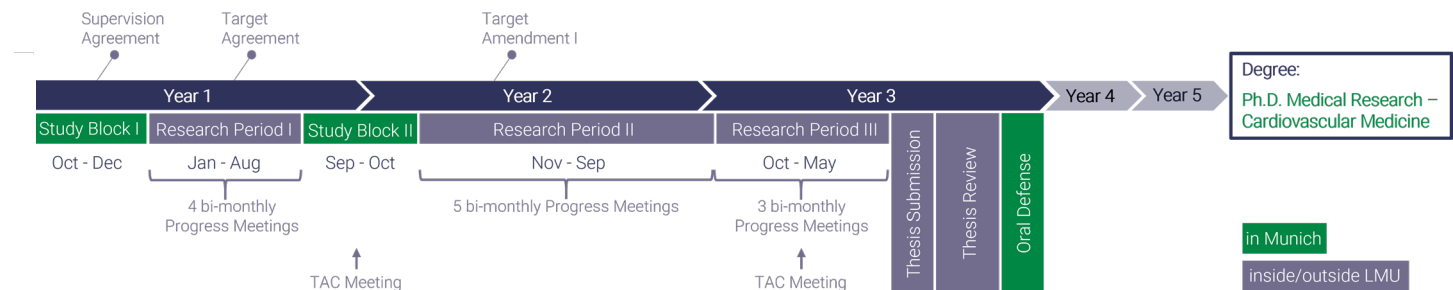 Supervision
Agreement
Target
Agreement
Target
Amendment I
Year 1
Year 2
Year 3
Year 4
Year 5
Degree:
Ph.D. Medical Research –
Cardiovascular Medicine
Study Block I
Research Period I
Study Block II
Research Period II
Research Period III
Oct - Dec
Jan - Aug
Sep - Oct
Nov - Sep
Oct - May
4 bi-monthly
Progress Meetings
5 bi-monthly Progress Meetings
3 bi-monthly
Progress Meetings
TAC Meeting
TAC Meeting
Thesis Submission
Thesis Review
Oral Defense
in Munich
inside/outside LMU